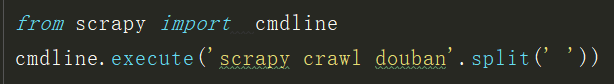 from scrapy import cmdline
cmdline.execute('scrapy crawl douban'.split(' '))